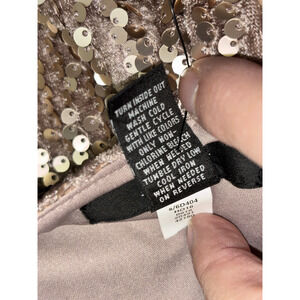 TURN INSIDE OUT
MACHINE
WASH COLD
GENTLE CYCLE
WITH LIKE COLORS
ONLY NON-
CHLORINE BLEACH
WHEN NEEDED
TUMBLE DRY LOW
COOL IRON
WHEN NEEDED
ON REVERSE